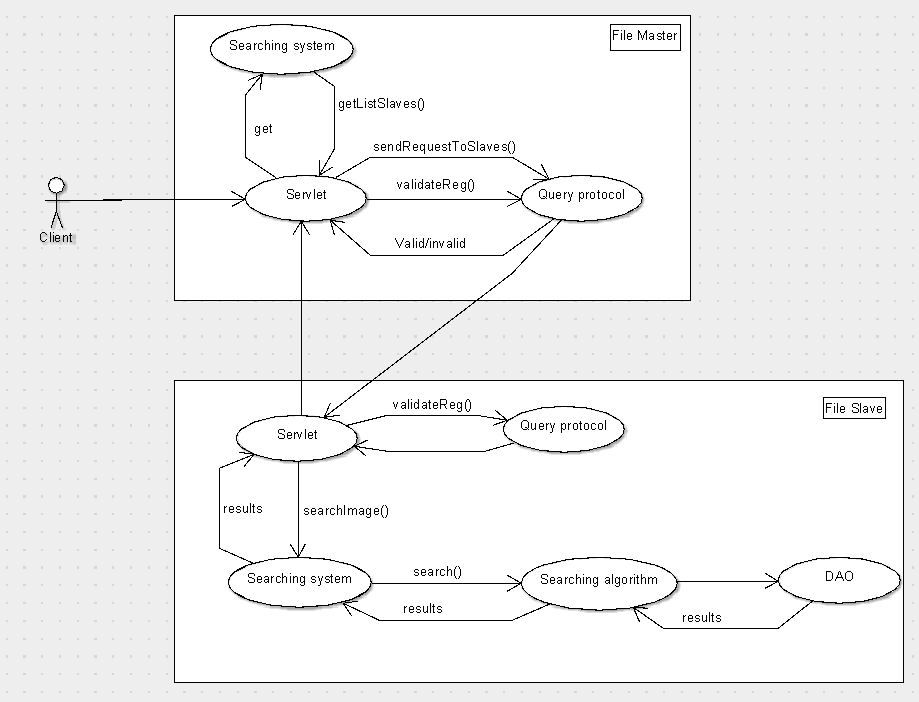 File Master
Searching system
getListSlaves()
get
sendRequestToSlaves()
validateReg()
Servlet
Query protocol
Client
Valid/invalid
File Slave
validateReg()
Servlet
Query protocol
results
searchImage()
search()
Searching system
Searching algorithm
DAO
results
results